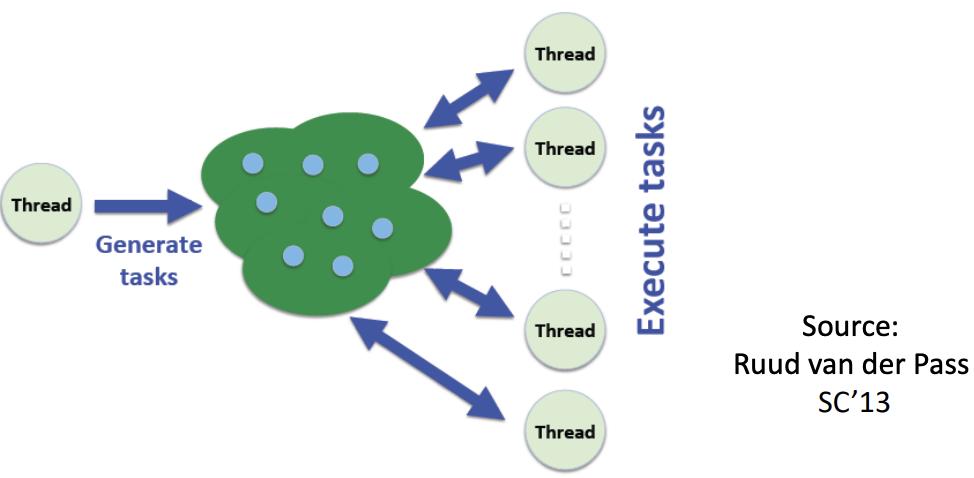 Thread
Generate
tasks
Thread
Thread
Thread
Thread
Execute tasks
Source:
Ruud van der Pass
SC’13